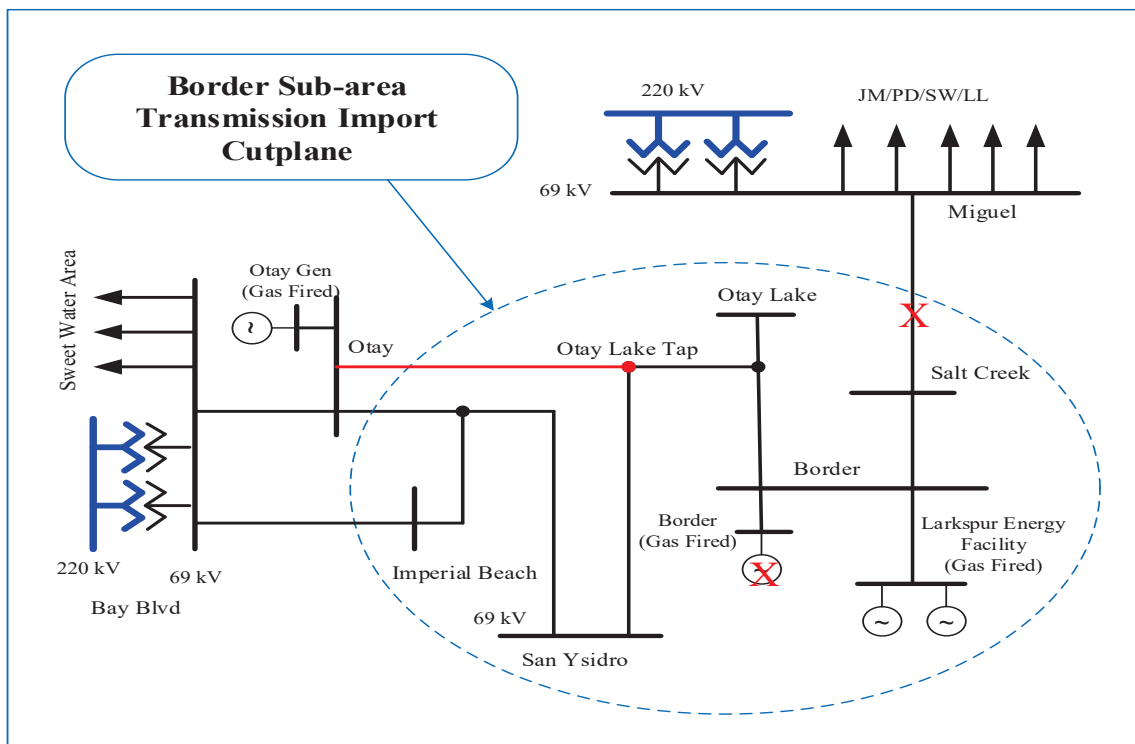 Border Sub-area
Transmission Import
Cutplane
220 kV
JM/PD/SW/LL
69 kV
Miguel
Sweet Water Area
Otay Gen
(Gas Fired)
~
Otay
Otay Lake
X
Otay Lake Tap
Salt Creek
Border
Border
(Gas Fired)
~
X
Larkspur Energy
Facility
(Gas Fired)
~
~
Imperial Beach
220 kV
69 kV
Bay Blvd
69 kV
San Ysidro